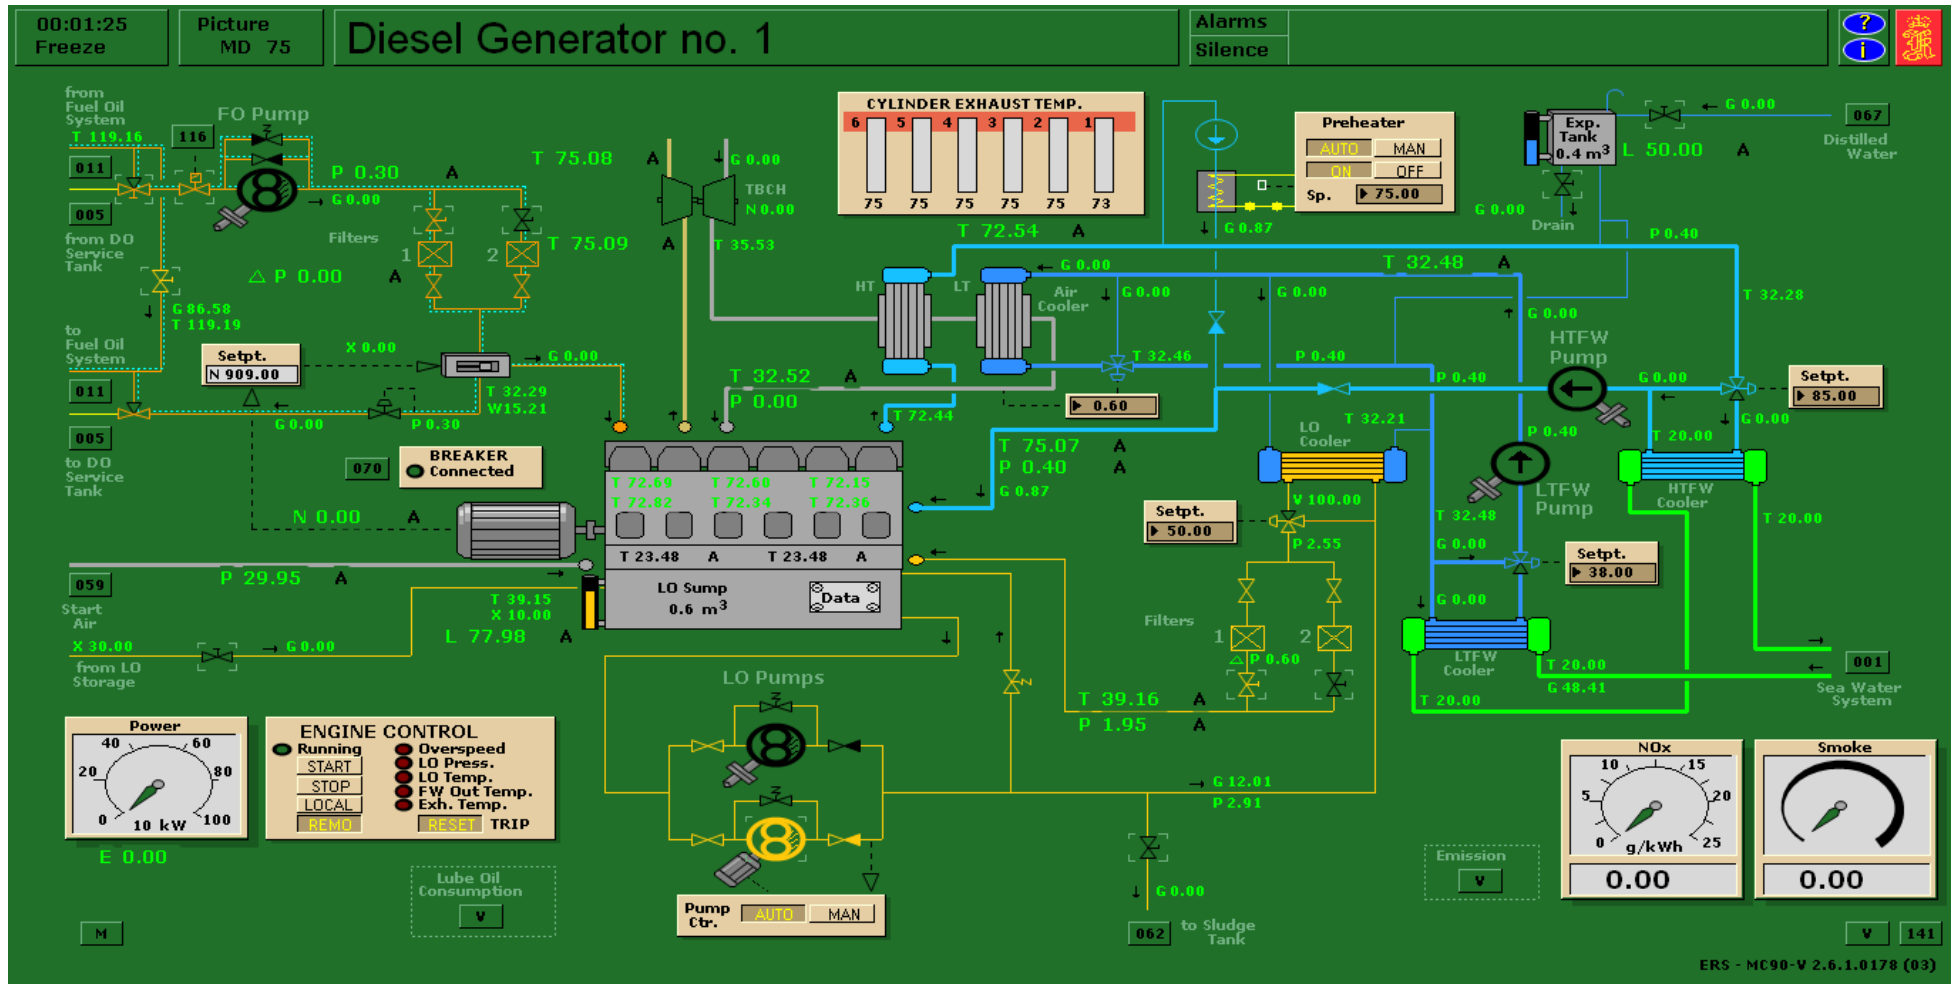 00:01:25
Freeze
Picture
MD 75
Diesel Generator no. 1
Alarms
Silence
?
i
from
Fuel Oil
System
T 119.16
011
005
from DO
Service
Tank
116
FO Pump
P 0.30 A
G 0.00
Filters
1
2
△ P 0.00 A
G 86.58
T 119.19
to
Fuel Oil
System
011
005
to DO
Service
Tank
Setpt.
N 909.00
X 0.00
G 0.00
T 32.29
W15.21
G 0.00
P 0.30
T 75.08 A
T 75.09 A
G 0.00
TBCH
N 0.00
T 35.53
CYLINDER EXHAUST TEMP.
6 5 4 3 2 1
75 75 75 75 75 73
T 72.54 A
Preheater
AUTO MAN
ON OFF
Sp. 75.00
G 0.87
Exp.
Tank
0.4 m3
L 50.00 A
G 0.00
067
Distilled
Water
G 0.00
Drain
P 0.40
HT
LT
Air
Cooler
G 0.00
T 32.48 A
G 0.00
G 0.00
G 0.00
T 32.28
T 32.46
P 0.40
HTFW
Pump
P 0.40
G 0.00
Setpt.
85.00
G 0.00
T 32.52 A
P 0.00
0.60
T 72.44
T 75.07 A
P 0.40 A
G 0.87
T 32.21
LO
Cooler
V 100.00
P 0.40
LTFW
Pump
T 20.00
HTFW
Cooler
T 20.00
070
BREAKER
Connected
N 0.00 A
T 72.69 T 72.60 T 72.15
T 72.82 T 72.34 T 72.36
T 23.48 A T 23.48 A
LO Sump
0.6 m3
Data
059
Start
Air
P 29.95 A
T 39.15
X 10.00
L 77.98 A
X 30.00
G 0.00
from LO
Storage
Setpt.
50.00
P 2.55
Filters
1
2
△ P 0.60
T 39.16 A
P 1.95 A
T 32.48
G 0.00
Setpt.
38.00
G 0.00
LTFW
Cooler
T 20.00
G 48.41
T 20.00
001
Sea Water
System
LO Pumps
G 12.01
P 2.91
G 0.00
062
to Sludge
Tank
Pump
Ctr.
AUTO MAN
Power
0 20 40 60 80 100
10 kW
E 0.00
ENGINE CONTROL
Running
START
STOP
LOCAL
REMO
Overspeed
LO Press.
LO Temp.
FW Out Temp.
Exh. Temp.
RESET TRIP
Lube Oil
Consumption
V
M
Emission
V
NOx
0 5 10 15 20 25
g/kWh
0.00
Smoke
0.00
V
141
ERS - MC90-V 2.6.1.0178 (03)